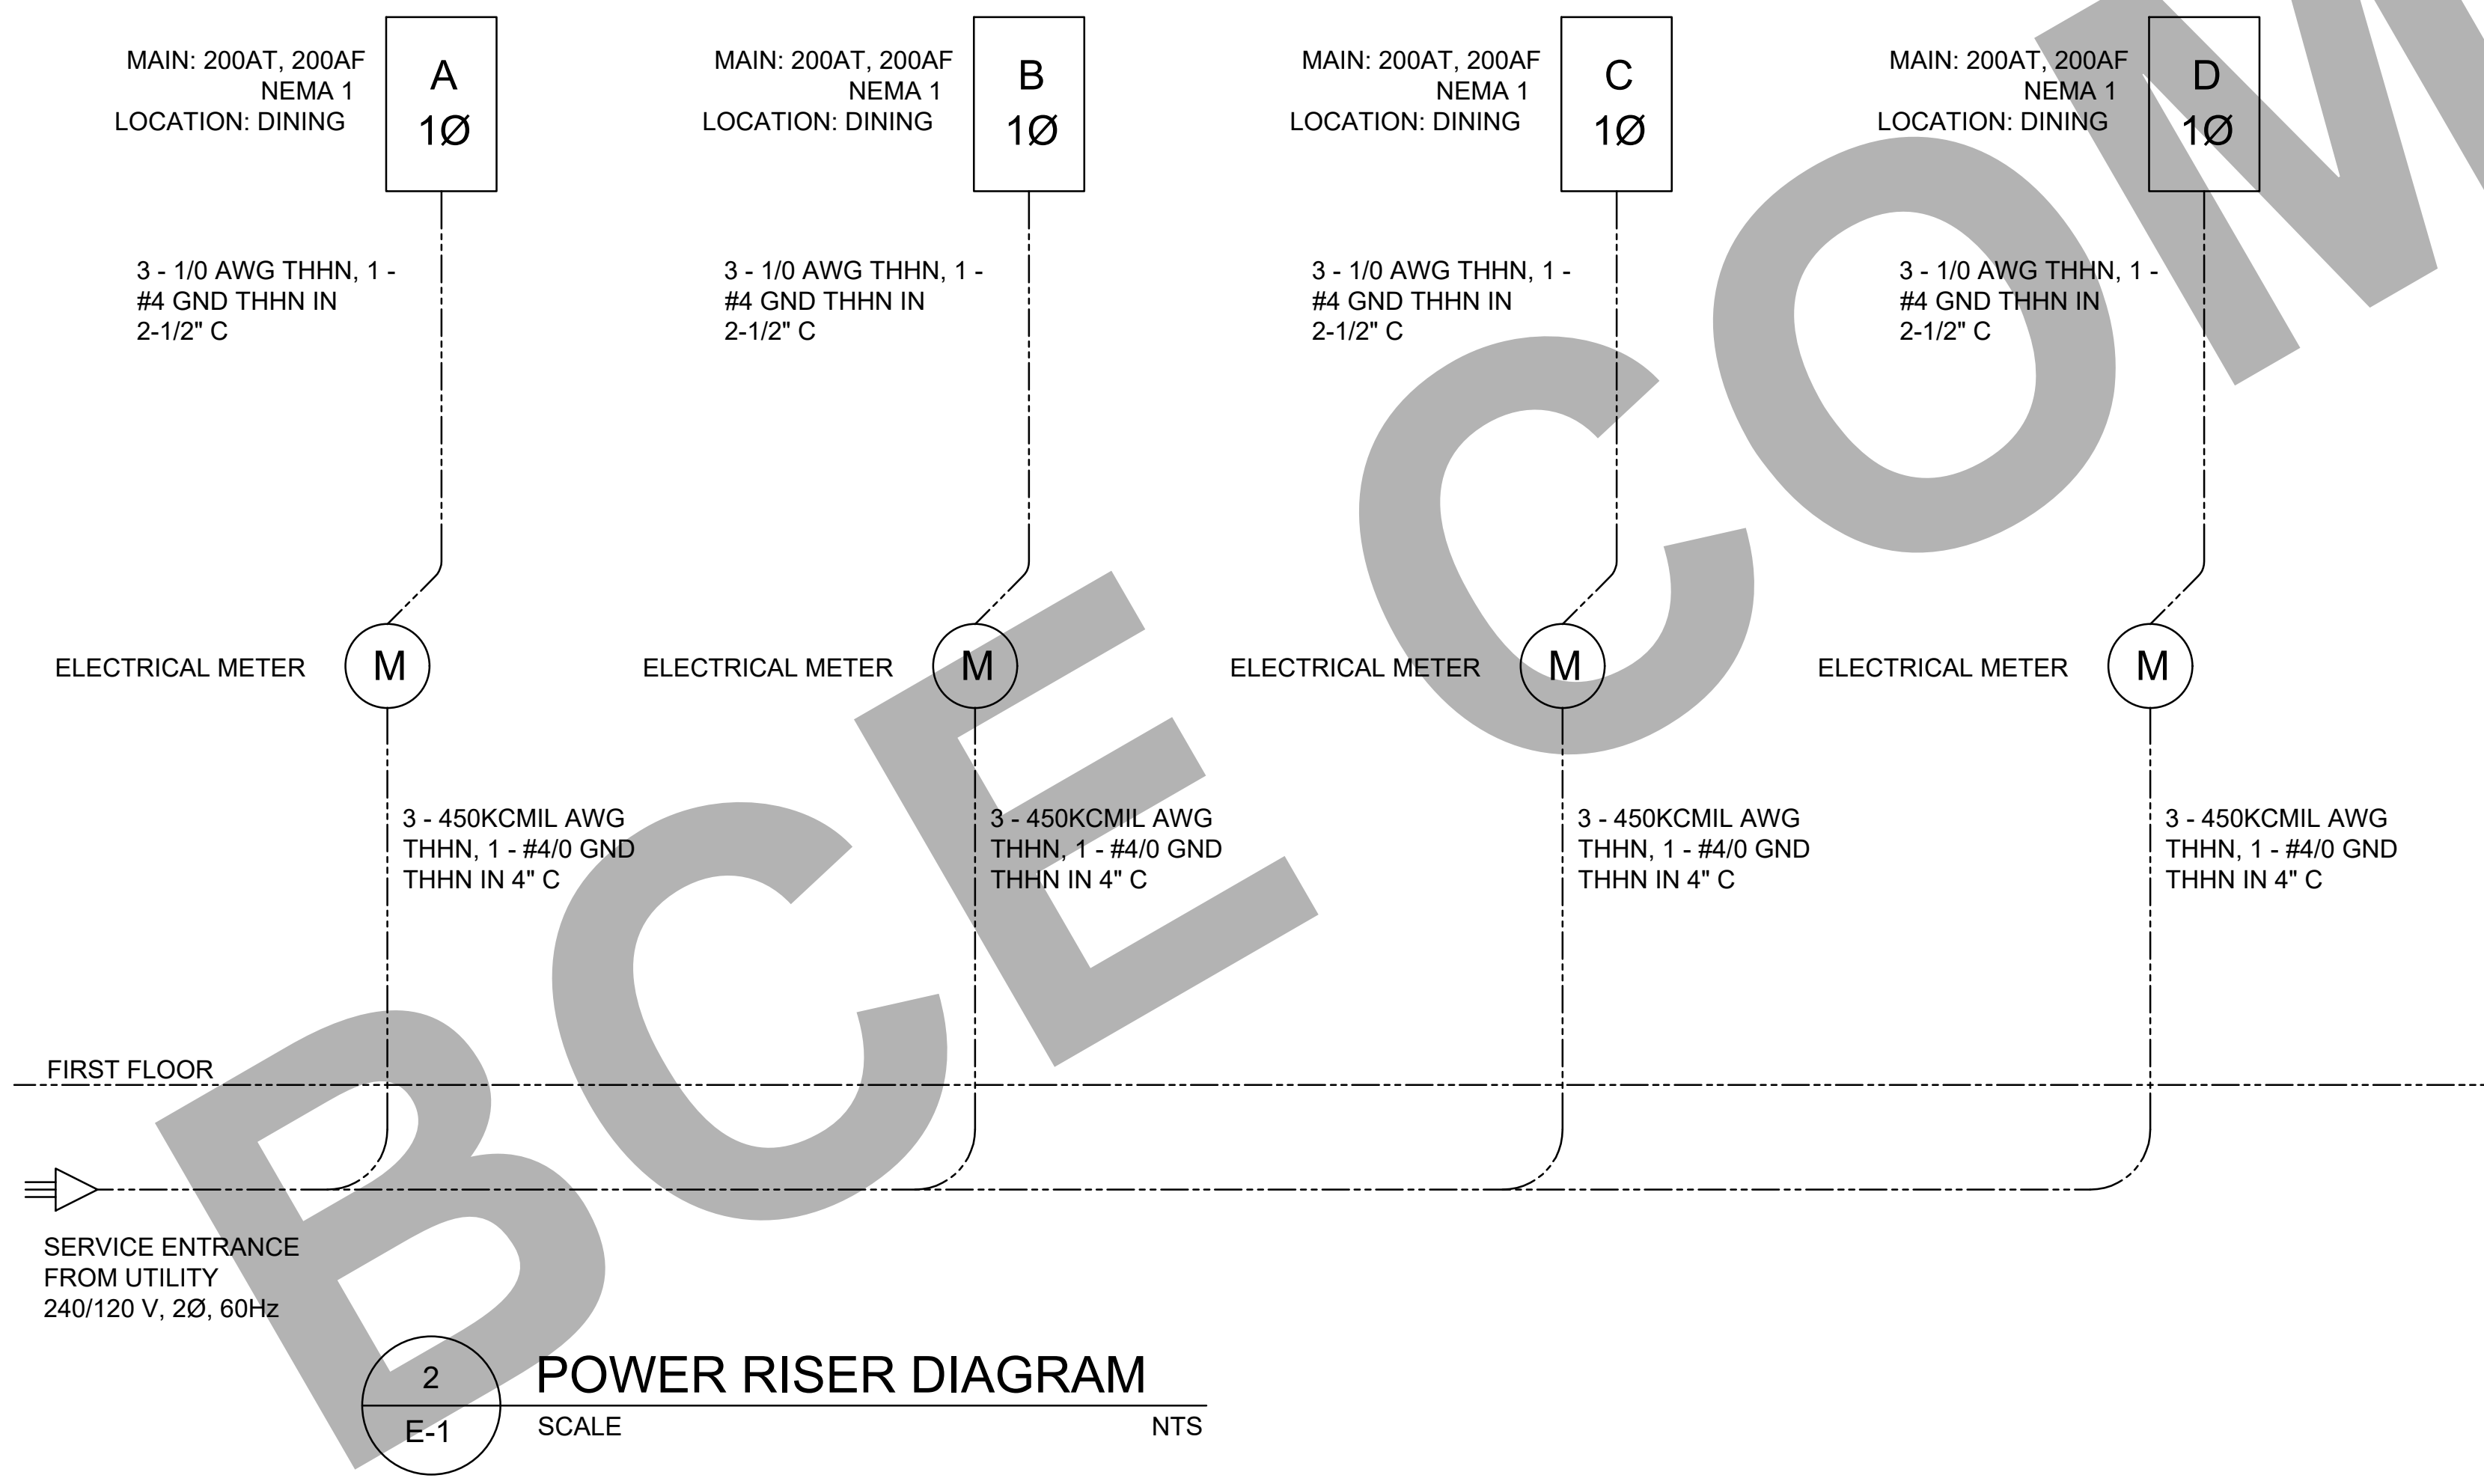 MAIN: 200AT, 200AF
NEMA 1
LOCATION: DINING
A
1Ø
MAIN: 200AT, 200AF
NEMA 1
LOCATION: DINING
B
1Ø
MAIN: 200AT, 200AF
NEMA 1
LOCATION: DINING
C
1Ø
MAIN: 200AT, 200AF
NEMA 1
LOCATION: DINING
D
1Ø
3 - 1/0 AWG THHN, 1 -
#4 GND THHN IN
2-1/2" C
3 - 1/0 AWG THHN, 1 -
#4 GND THHN IN
2-1/2" C
3 - 1/0 AWG THHN, 1 -
#4 GND THHN IN
2-1/2" C
3 - 1/0 AWG THHN, 1 -
#4 GND THHN IN
2-1/2" C
ELECTRICAL METER
M
ELECTRICAL METER
M
ELECTRICAL METER
M
ELECTRICAL METER
M
3 - 450KCMIL AWG
THHN, 1 - #4/0 GND
THHN IN 4" C
3 - 450KCMIL AWG
THHN, 1 - #4/0 GND
THHN IN 4" C
3 - 450KCMIL AWG
THHN, 1 - #4/0 GND
THHN IN 4" C
3 - 450KCMIL AWG
THHN, 1 - #4/0 GND
THHN IN 4" C
FIRST FLOOR
SERVICE ENTRANCE
FROM UTILITY
240/120 V, 2Ø, 60Hz
2
E-1
POWER RISER DIAGRAM
SCALE NTS
BCE COM